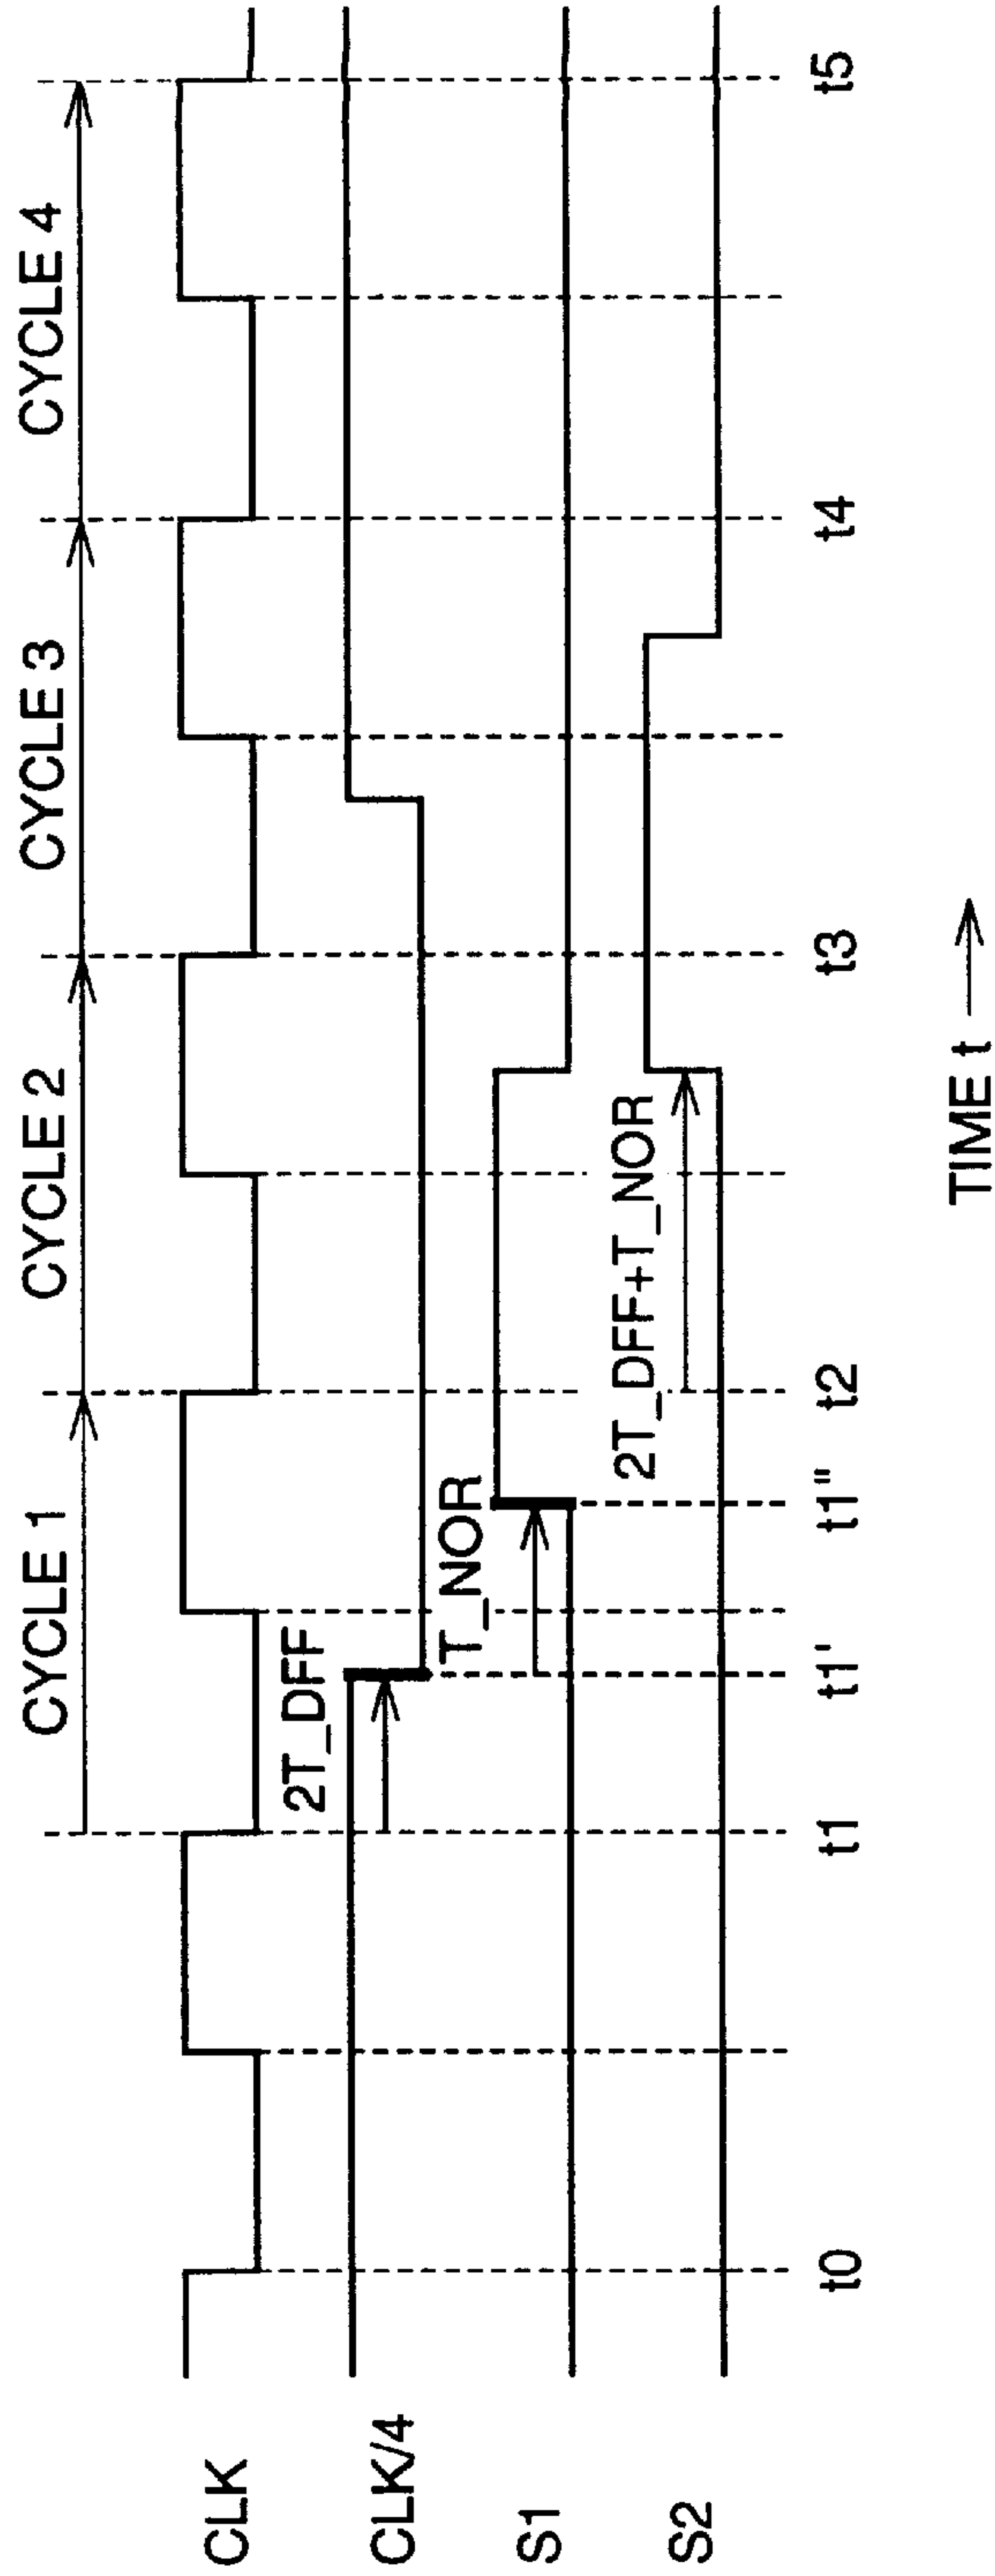 CYCLE 1
CYCLE 2
CYCLE 3
CYCLE 4
CLK
2T_DFF
CLK/4
T_NOR
S1
2T_DFF+T_NOR
S2
t0
t1
t1'
t1"
t2
t3
t4
t5
TIME t